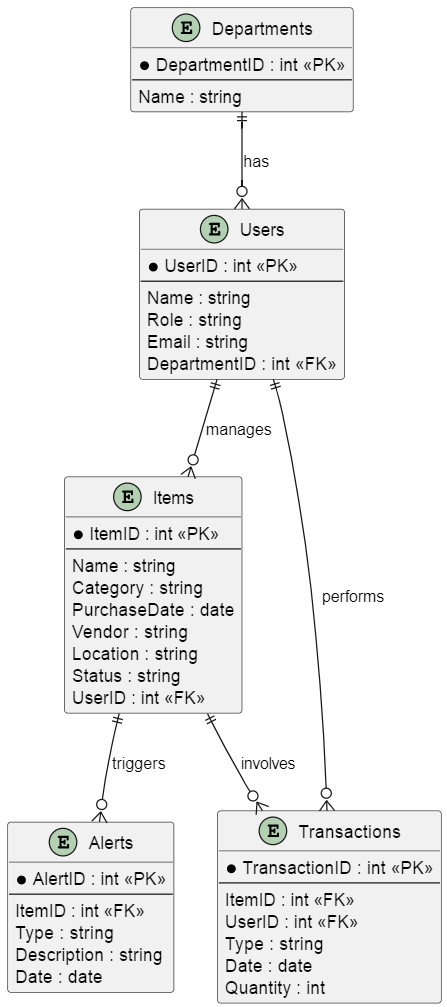 E Departments
DepartmentID : int «PK»
Name : string
has
E Users
UserID : int «PK»
Name : string
Role : string
Email : string
DepartmentID : int «FK»
manages
E Items
ItemID : int «PK»
Name : string
Category : string
PurchaseDate : date
Vendor : string
Location : string
Status : string
UserID : int «FK»
performs
triggers
involves
E Alerts
AlertID : int «PK»
ItemID : int «FK»
Type : string
Description : string
Date : date
E Transactions
TransactionID : int «PK»
ItemID : int «FK»
UserID : int «FK»
Type : string
Date : date
Quantity : int